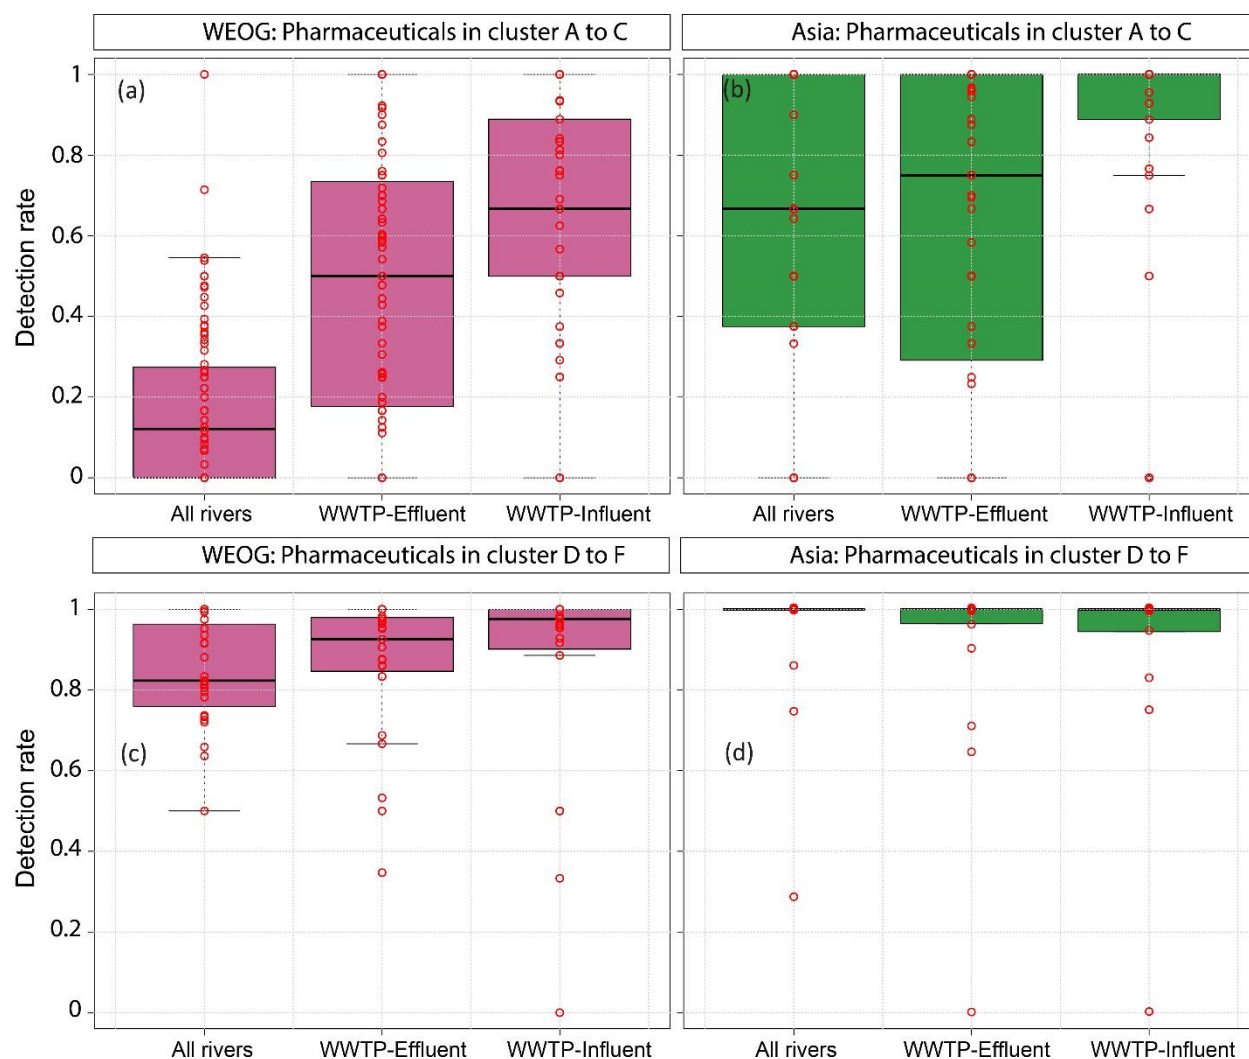 WEOG: Pharmaceuticals in cluster A to C
Asia: Pharmaceuticals in cluster A to C
(a)
(b)
Detection rate
1
0.8
0.6
0.4
0.2
0
All rivers
WWTP-Effluent
WWTP-Influent
All rivers
WWTP-Effluent
WWTP-Influent
WEOG: Pharmaceuticals in cluster D to F
Asia: Pharmaceuticals in cluster D to F
(c)
(d)
Detection rate
1
0.8
0.6
0.4
0.2
0
All rivers
WWTP-Effluent
WWTP-Influent
All rivers
WWTP-Effluent
WWTP-Influent